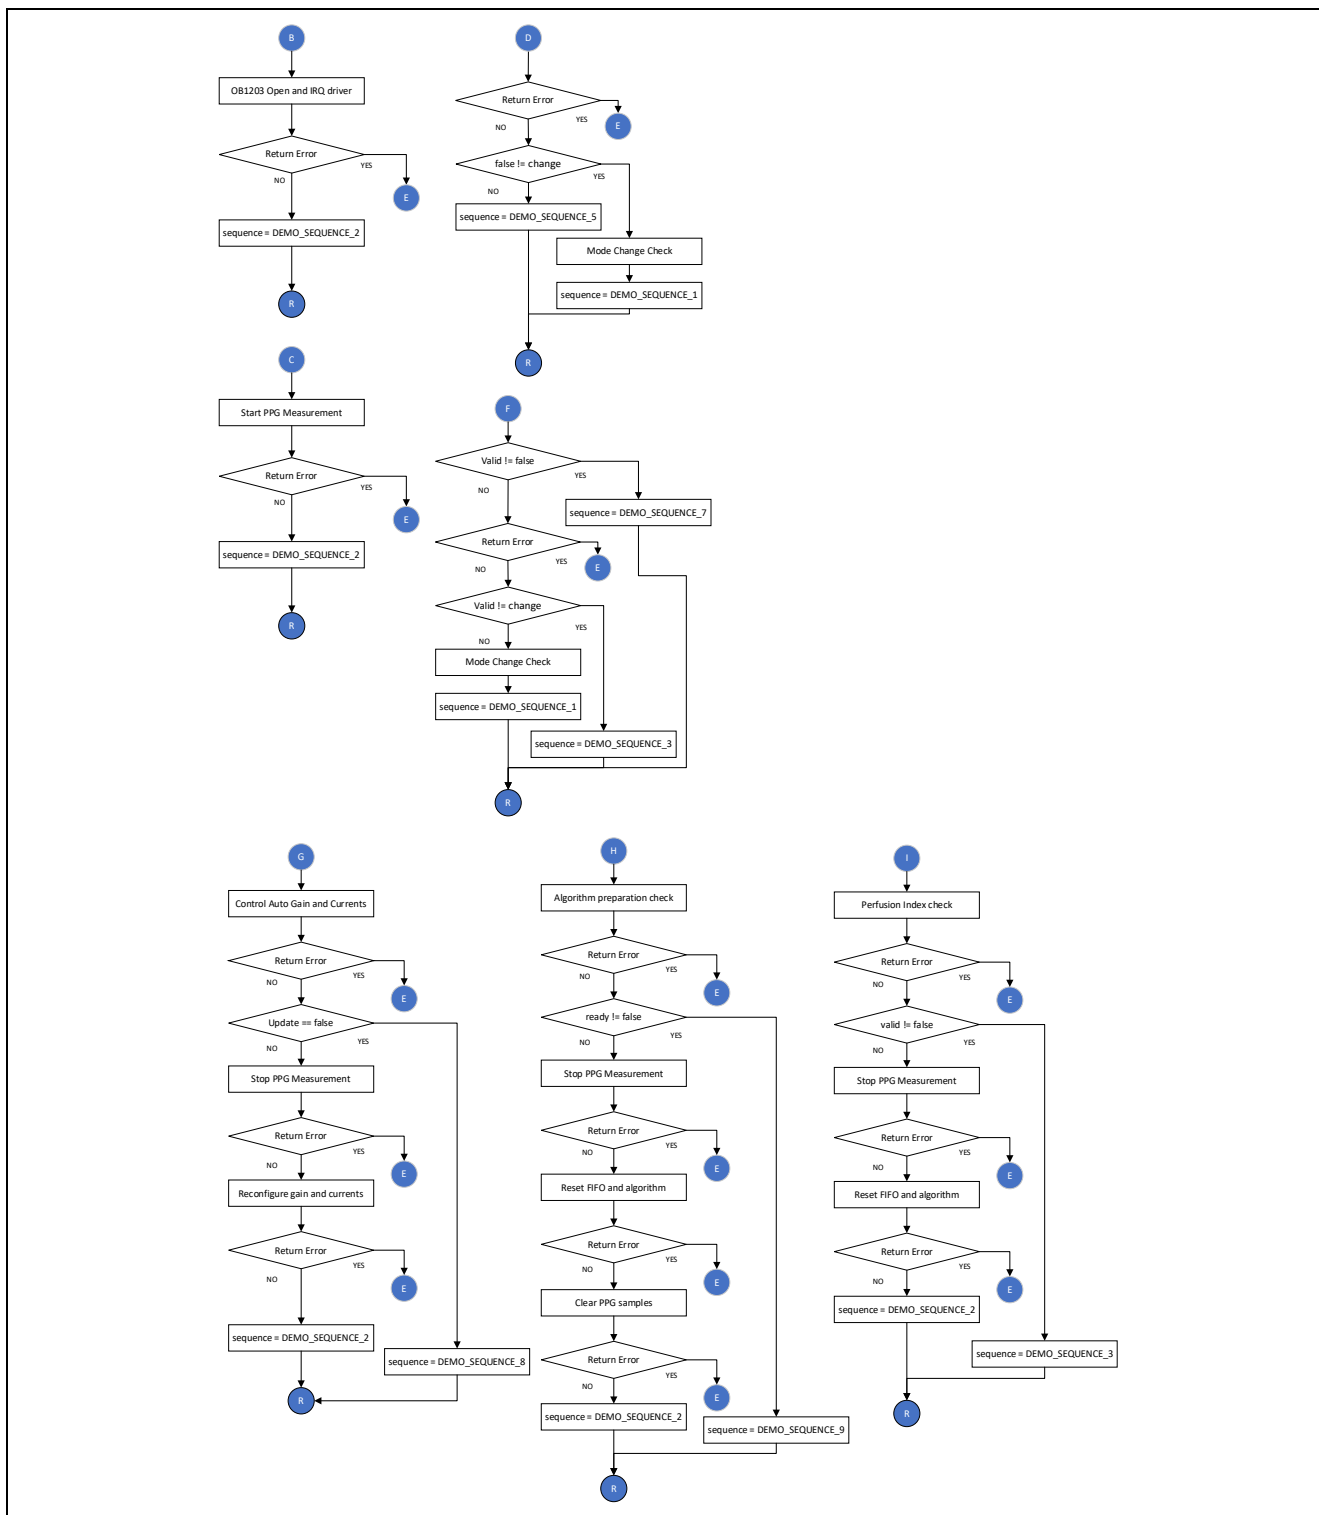 B
OB1203 Open and IRQ driver
Return Error
YES
NO
E
sequence = DEMO_SEQUENCE_2
R
D
Return Error
YES
NO
E
false != change
YES
NO
sequence = DEMO_SEQUENCE_5
Mode Change Check
sequence = DEMO_SEQUENCE_1
R
C
Start PPG Measurement
Return Error
YES
NO
E
sequence = DEMO_SEQUENCE_2
R
F
Valid != false
YES
NO
sequence = DEMO_SEQUENCE_7
Return Error
YES
NO
E
Valid != change
YES
NO
Mode Change Check
sequence = DEMO_SEQUENCE_1
sequence = DEMO_SEQUENCE_3
R
G
Control Auto Gain and Currents
Return Error
YES
NO
E
Update == false
YES
NO
Stop PPG Measurement
Return Error
YES
NO
E
Reconfigure gain and currents
Return Error
YES
NO
E
sequence = DEMO_SEQUENCE_2
sequence = DEMO_SEQUENCE_8
R
H
Algorithm preparation check
Return Error
YES
NO
E
ready != false
YES
NO
Stop PPG Measurement
Return Error
YES
NO
E
Reset FIFO and algorithm
Return Error
YES
NO
E
Clear PPG samples
Return Error
YES
NO
E
sequence = DEMO_SEQUENCE_2
sequence = DEMO_SEQUENCE_9
R
I
Perfusion Index check
Return Error
YES
NO
E
valid != false
YES
NO
Stop PPG Measurement
Return Error
YES
NO
E
Reset FIFO and algorithm
Return Error
YES
NO
E
sequence = DEMO_SEQUENCE_2
sequence = DEMO_SEQUENCE_3
R